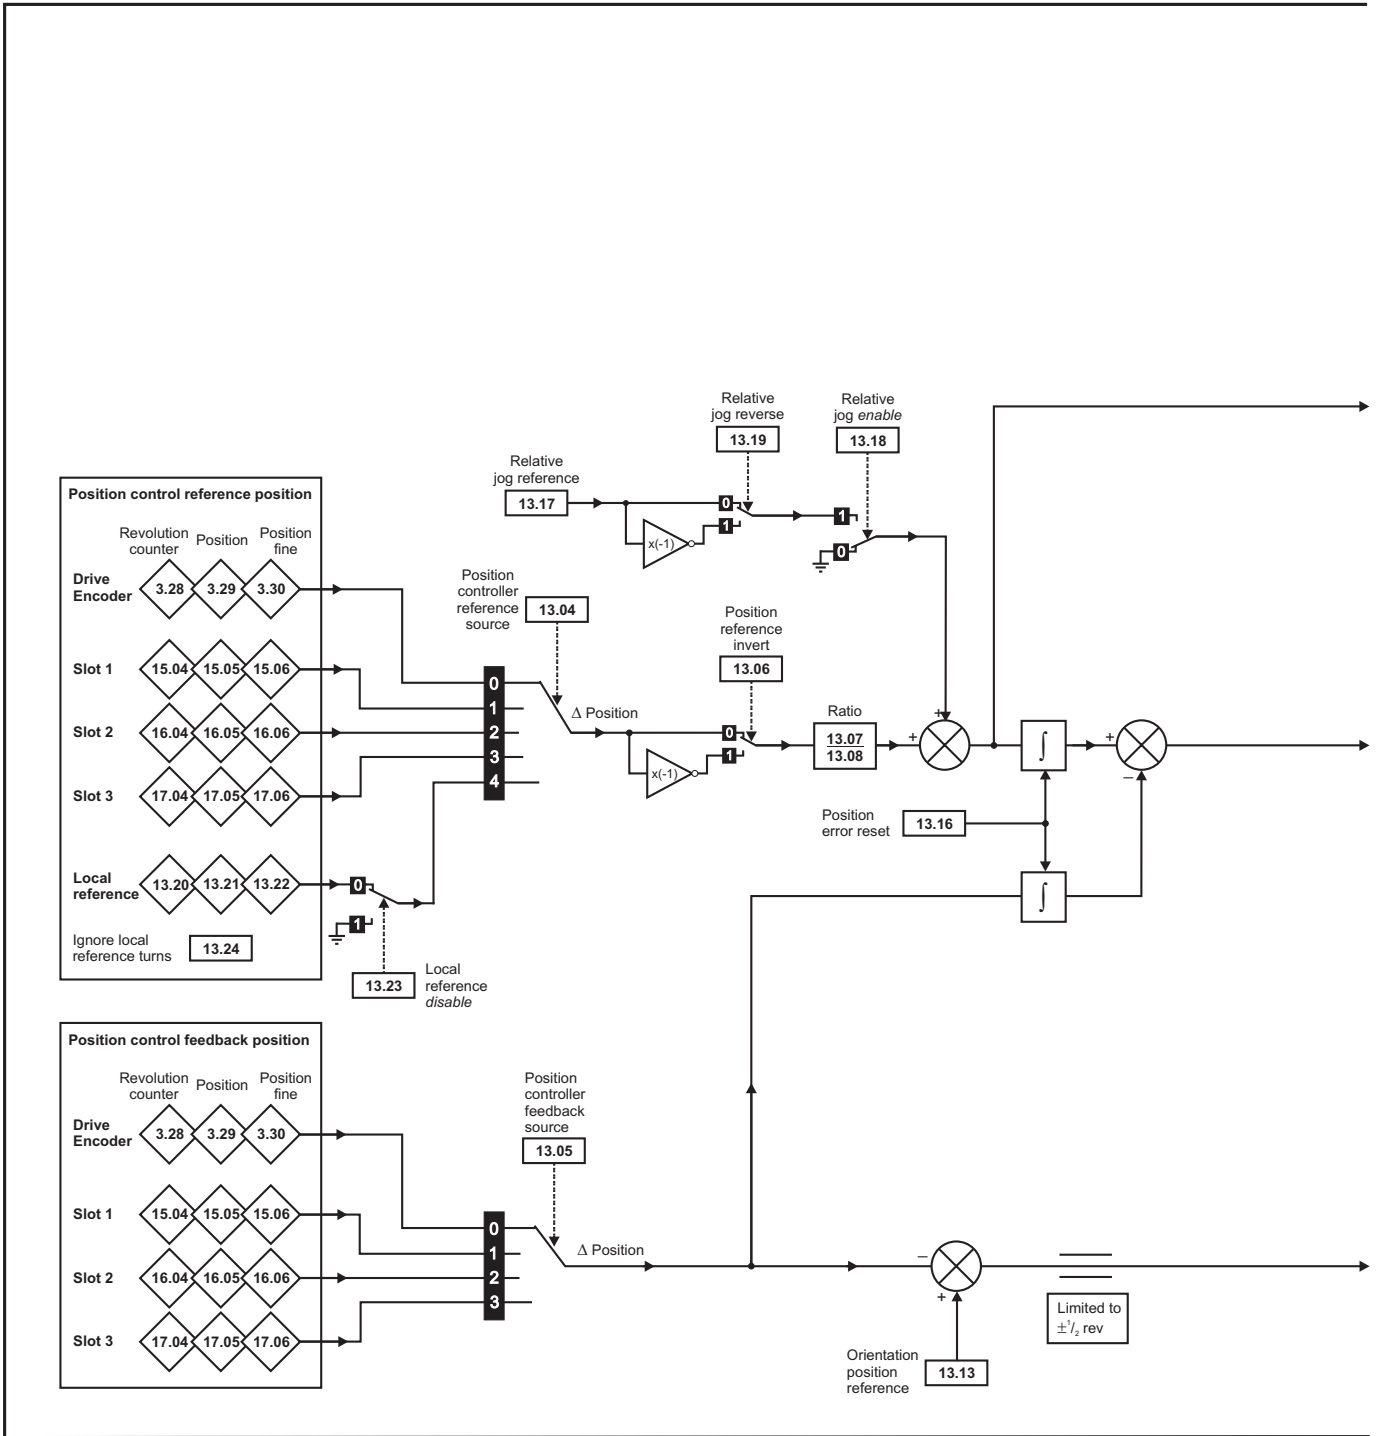 Relative
jog reverse
13.19
Relative
jog enable
13.18
Relative
jog reference
13.17
0
1
x(-1)
1
0
Position control reference position
Revolution
counter
Position
Position
fine
Drive
Encoder
3.28
3.29
3.30
Slot 1
15.04
15.05
15.06
Slot 2
16.04
16.05
16.06
Slot 3
17.04
17.05
17.06
Local
reference
13.20
13.21
13.22
Ignore local
reference turns
13.24
0
1
13.23
Local
reference
disable
Position
controller
reference
source
13.04
0
1
2
3
4
Δ Position
x(-1)
Position
reference
invert
13.06
0
1
Ratio
13.07
13.08
+
+
∫
+
−
Position
error reset
13.16
∫
Position control feedback position
Revolution
counter
Position
Position
fine
Drive
Encoder
3.28
3.29
3.30
Slot 1
15.04
15.05
15.06
Slot 2
16.04
16.05
16.06
Slot 3
17.04
17.05
17.06
Position
controller
feedback
source
13.05
0
1
2
3
Δ Position
−
+
Limited to
±1/2 rev
Orientation
position
reference
13.13